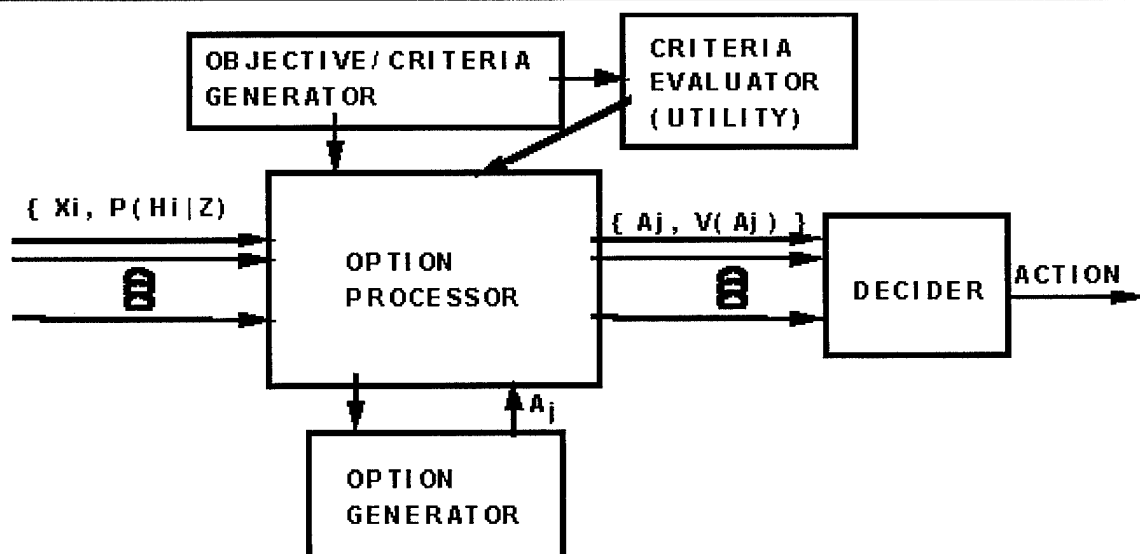 OBJECTIVE/CRITERIA
GENERATOR
CRITERIA
EVALUATOR
(UTILITY)
{ Xi, P(Hi|Z)
OPTION
PROCESSOR
{ Aj, V(Aj) }
DECIDER
ACTION
Aj
OPTION
GENERATOR